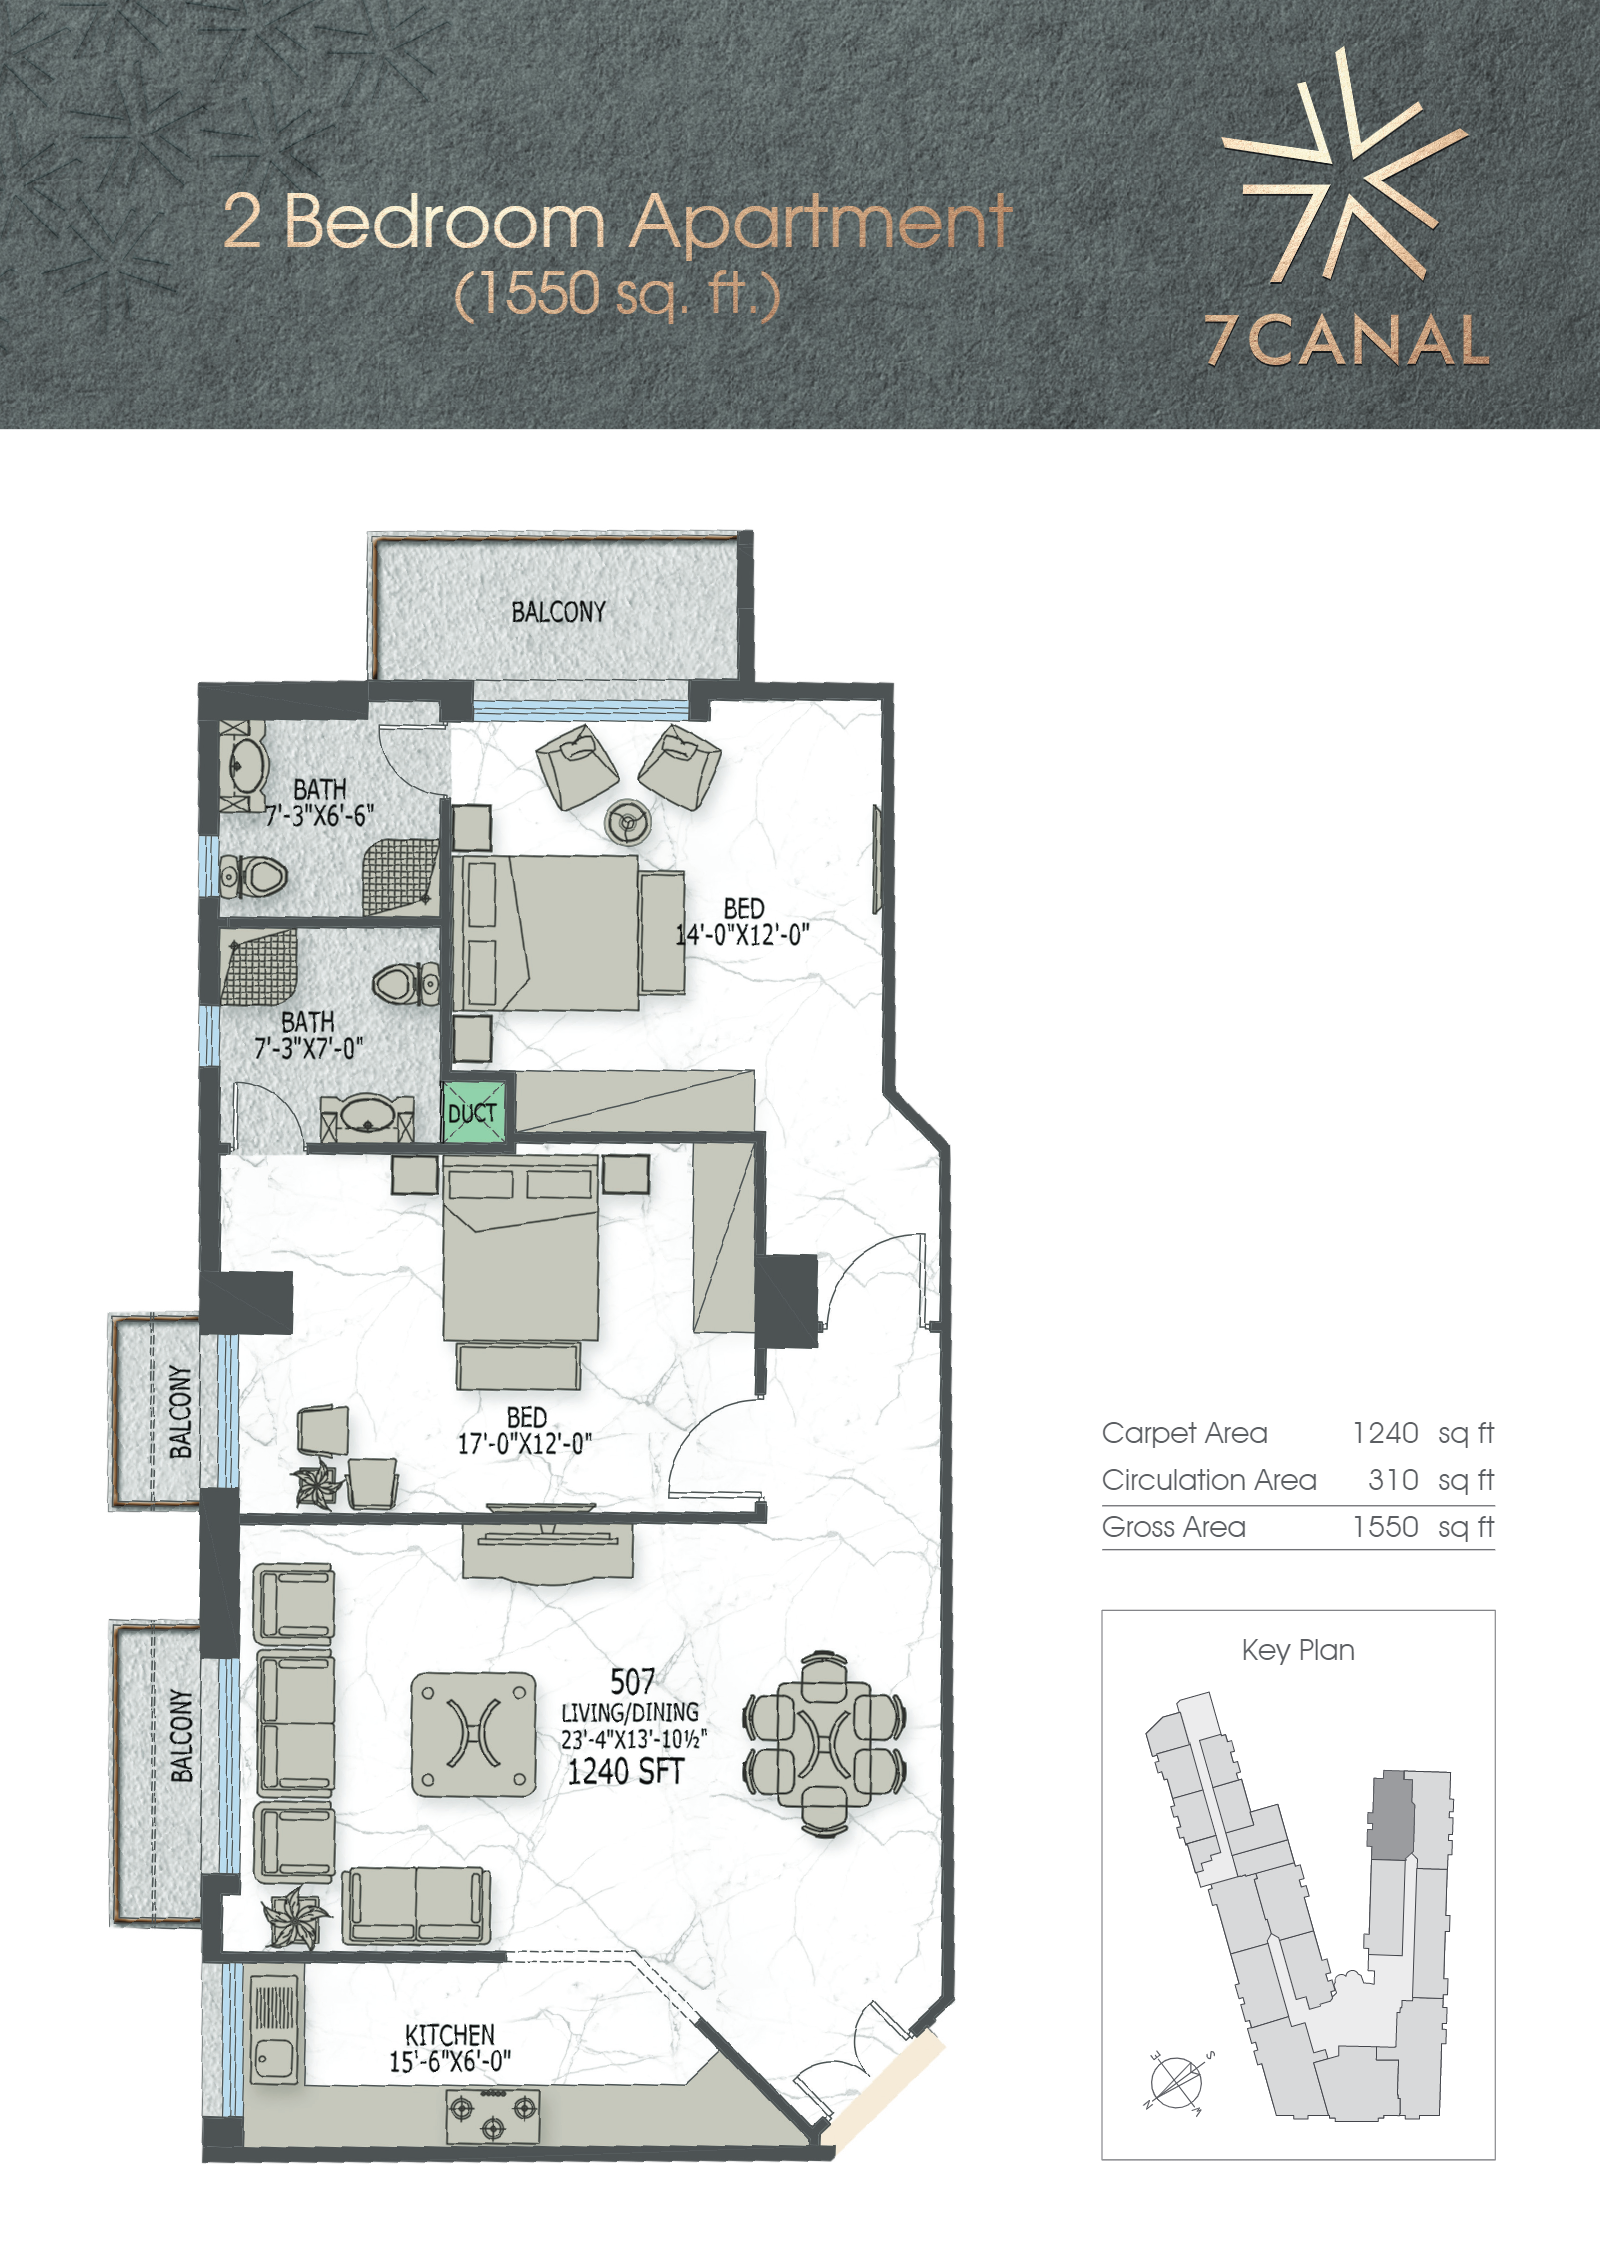 2 Bedroom Apartment
(1550 sq. ft.)
7CANAL
BALCONY
BATH
7'-3"X6'-6"
BED
14'-0"X12'-0"
BATH
7'-3"X7'-0"
DUCT
BALCONY
BED
17'-0"X12'-0"
BALCONY
507
LIVING/DINING
23'-4"X13'-10½"
1240 SFT
KITCHEN
15'-6"X6'-0"
Carpet Area 1240 sq ft
Circulation Area 310 sq ft
Gross Area 1550 sq ft
Key Plan
E
S
N
W